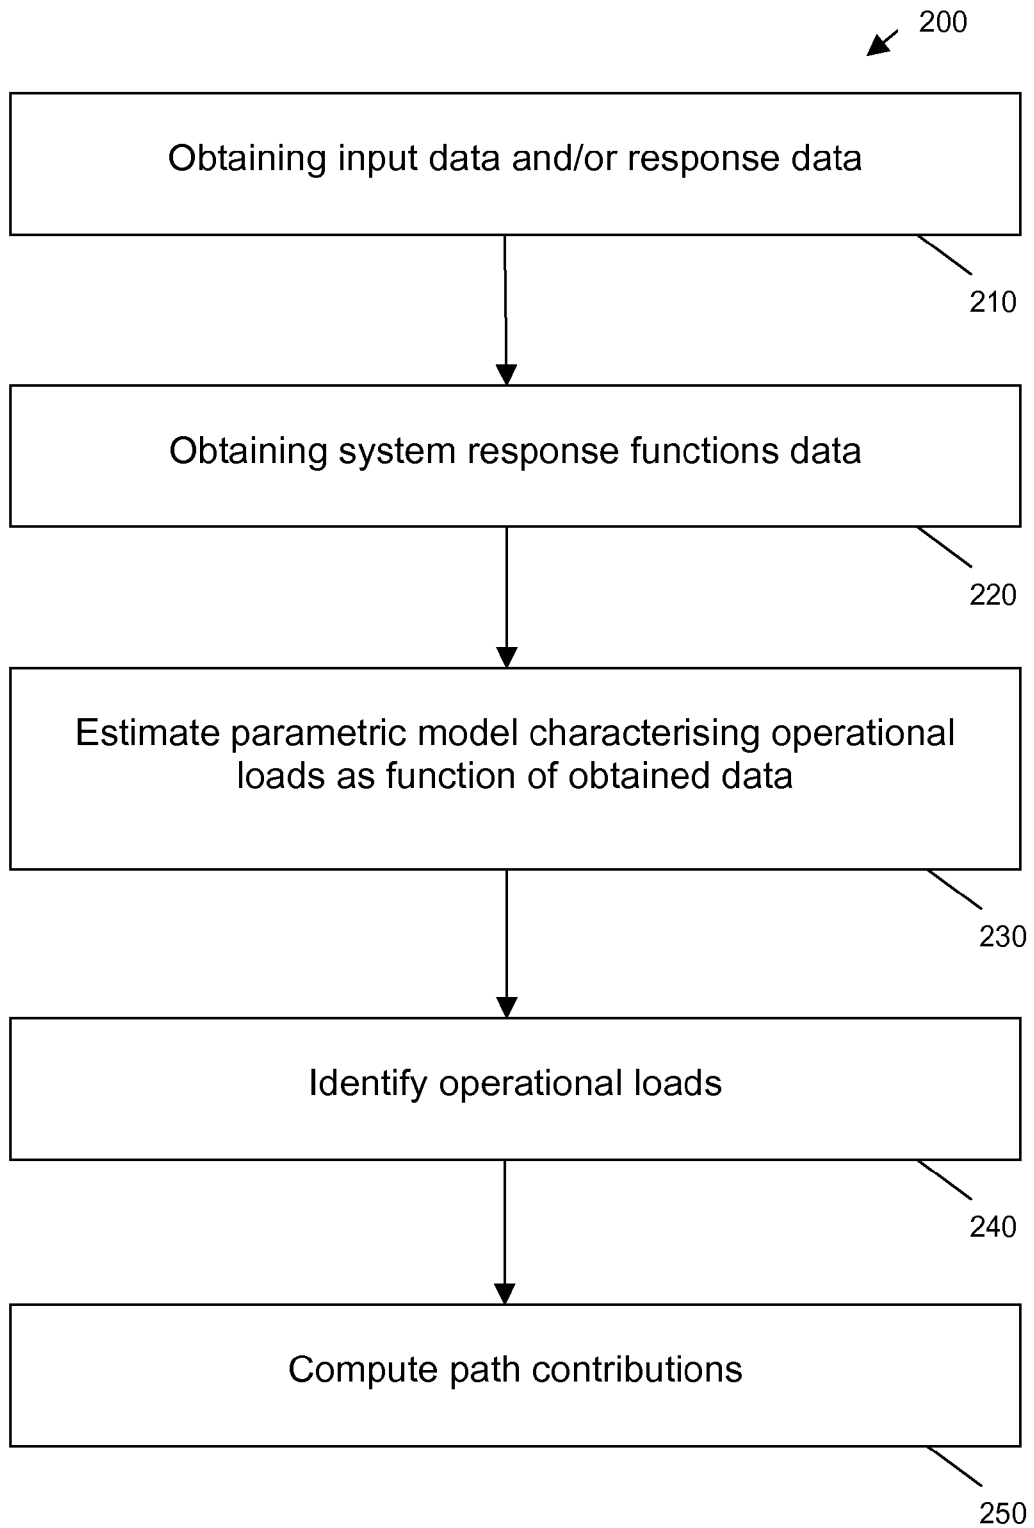 200
Obtaining input data and/or response data
210
Obtaining system response functions data
220
Estimate parametric model characterising operational
loads as function of obtained data
230
Identify operational loads
240
Compute path contributions
250